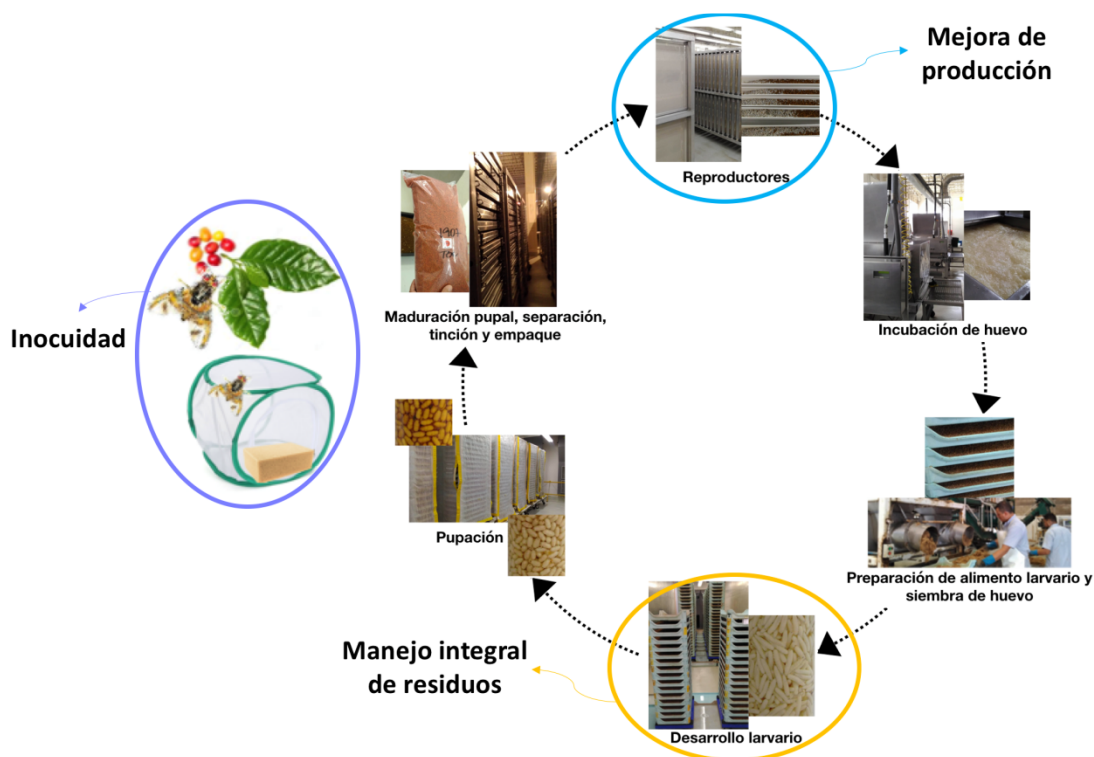 Mejora de
producción
Reproductores
Incubación de huevo
Preparación de alimento larvario y
siembra de huevo
Desarrollo larvario
Manejo integral
de residuos
Pupación
Maduración pupal, separación,
tinción y empaque
Inocuidad